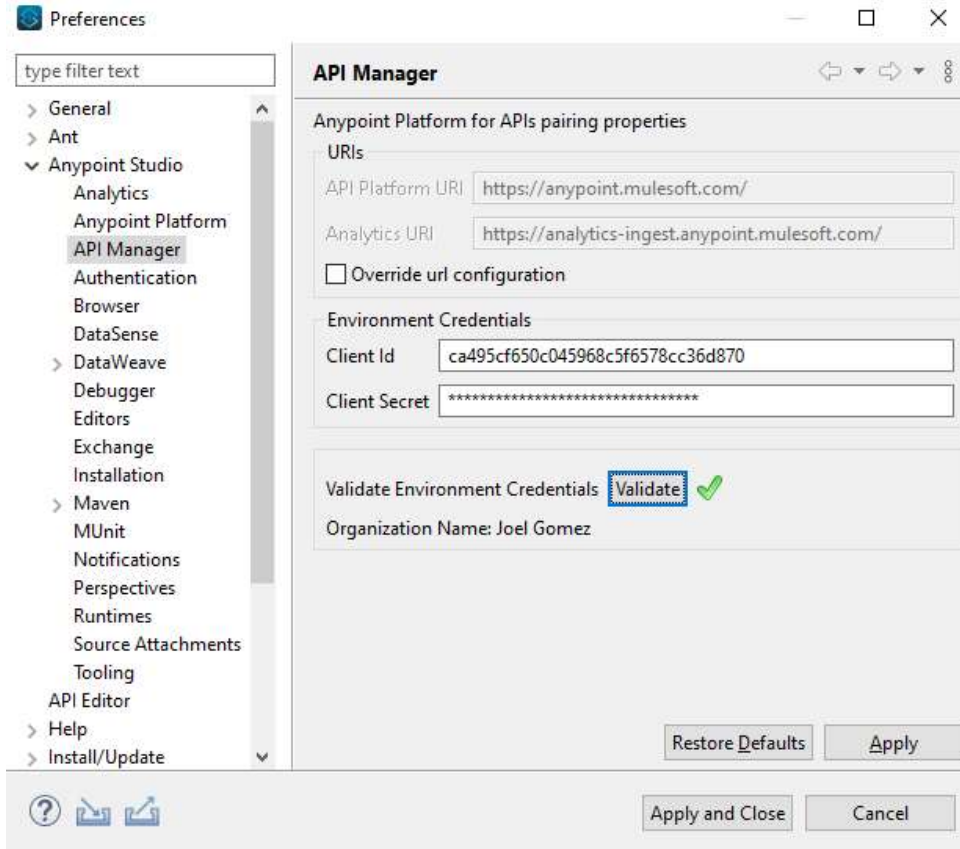 Preferences
type filter text
General
Ant
Anypoint Studio
Analytics
Anypoint Platform
API Manager
Authentication
Browser
DataSense
DataWeave
Debugger
Editors
Exchange
Installation
Maven
MUnit
Notifications
Perspectives
Runtimes
Source Attachments
Tooling
API Editor
Help
Install/Update
API Manager
Anypoint Platform for APIs pairing properties
URIs
API Platform URI https://anypoint.mulesoft.com/
Analytics URI https://analytics-ingest.anypoint.mulesoft.com/
Override url configuration
Environment Credentials
Client Id ca495cf650c045968c5f6578cc36d870
Client Secret ********************************
Validate Environment Credentials Validate
Organization Name: Joel Gomez
Restore Defaults Apply
? Apply and Close Cancel